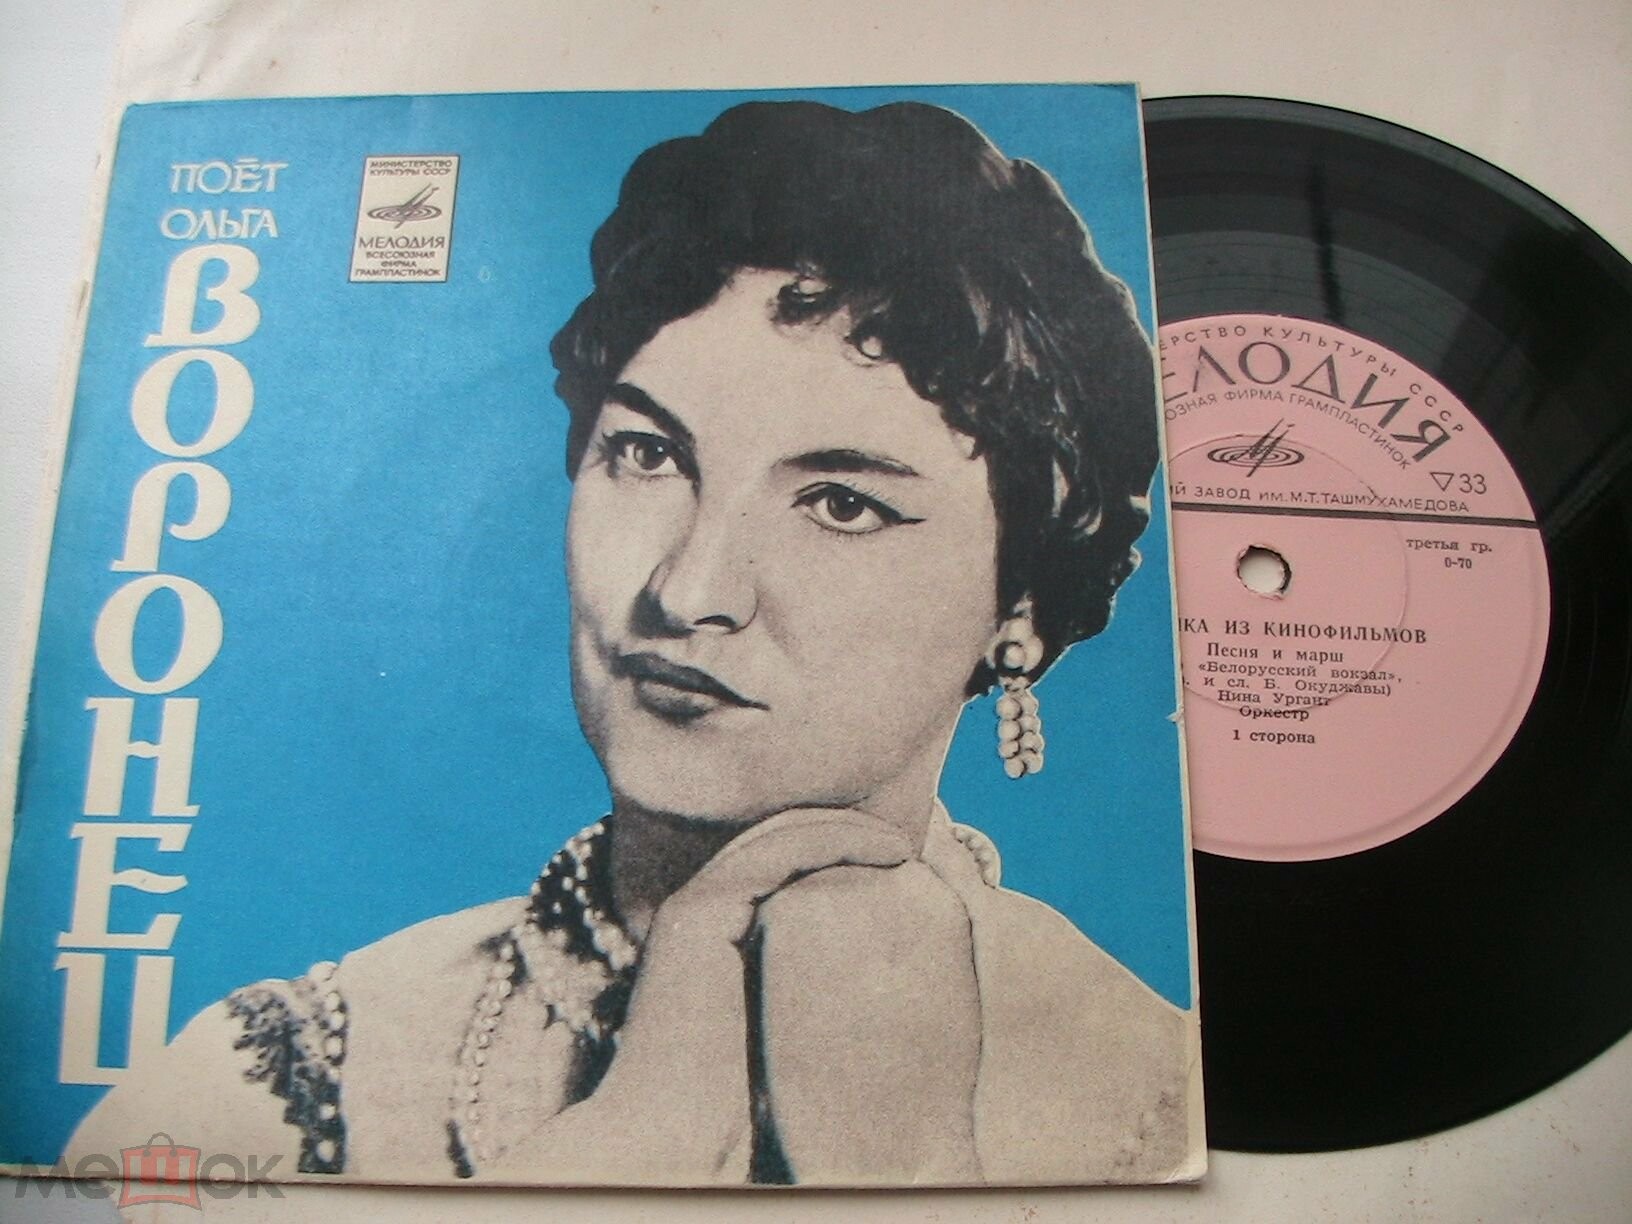 ПОЁТ
ОЛЬГА
ВОРОНЕЦ
МИНИСТЕРСТВО
КУЛЬТУРЫ СССР
МЕЛОДИЯ
ВСЕСОЮЗНАЯ
ФИРМА
ГРАМПЛАСТИНОК
ЕРСТВО КУЛЬТУРЫ СССР
ЕЛОДИЯ
ОЗНАЯ ФИРМА ГРАМПЛАСТИНОК
33
ИЙ ЗАВОД ИМ. М.Т.ТАШМУХАМЕДОВА
третья гр.
0-70
ЫКА ИЗ КИНОФИЛЬМОВ
Песня и марш
«Белорусский вокзал»,
и сл. Б. Окуджавы)
Нина Ургант
Оркестр
1 сторона
мешок